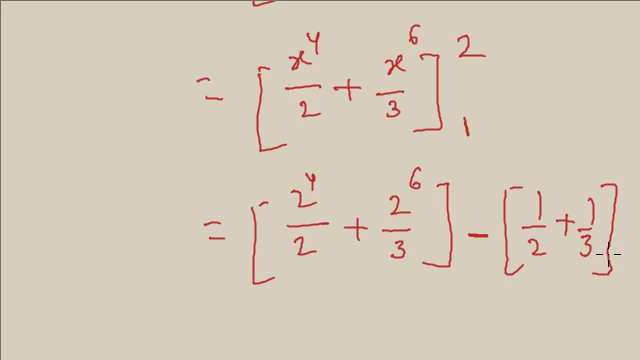 = [x^4/2 + x^6/3]_1^2
= [2^4/2 + 2^6/3] - [1/2 + 1/3]